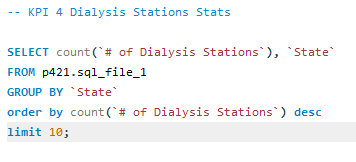 -- KPI 4 Dialysis Stations Stats
SELECT count(`# of Dialysis Stations`), `State`
FROM p421.sql_file_1
GROUP BY `State`
order by count(`# of Dialysis Stations`) desc
limit 10;